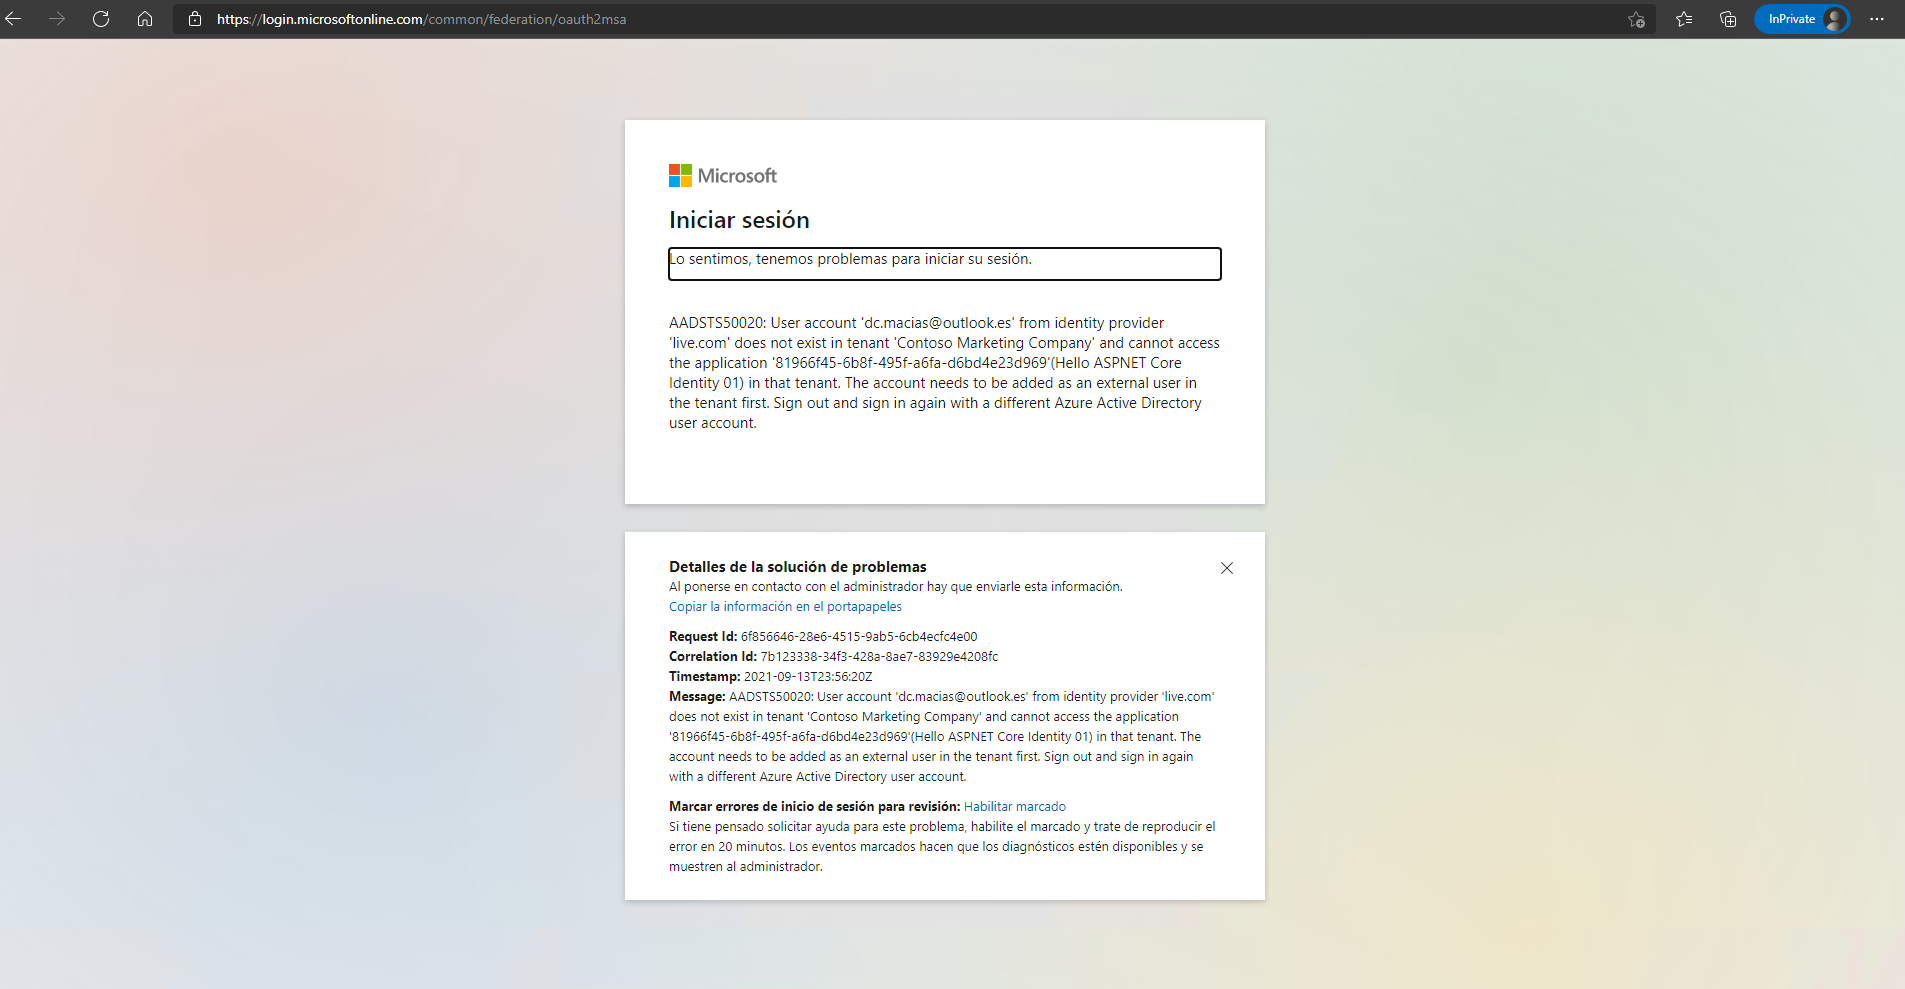 https://login.microsoftonline.com/common/federation/oauth2msa
InPrivate
Microsoft
Iniciar sesión
Lo sentimos, tenemos problemas para iniciar su sesión.
AADSTS50020: User account 'dc.macias@outlook.es' from identity provider
'live.com' does not exist in tenant 'Contoso Marketing Company' and cannot access
the application '81966f45-6b8f-495f-a6fa-d6bd4e23d969'(Hello ASPNET Core
Identity 01) in that tenant. The account needs to be added as an external user in
the tenant first. Sign out and sign in again with a different Azure Active Directory
user account.
Detalles de la solución de problemas
Al ponerse en contacto con el administrador hay que enviarle esta información.
Copiar la información en el portapapeles
Request Id: 6f856646-28e6-4515-9ab5-6cb4ecfc4e00
Correlation Id: 7b123338-34f3-428a-8ae7-83929e4208fc
Timestamp: 2021-09-13T23:56:20Z
Message: AADSTS50020: User account 'dc.macias@outlook.es' from identity provider 'live.com'
does not exist in tenant 'Contoso Marketing Company' and cannot access the application
'81966f45-6b8f-495f-a6fa-d6bd4e23d969'(Hello ASPNET Core Identity 01) in that tenant. The
account needs to be added as an external user in the tenant first. Sign out and sign in again
with a different Azure Active Directory user account.
Marcar errores de inicio de sesión para revisión: Habilitar marcado
Si tiene pensado solicitar ayuda para este problema, habilite el marcado y trate de reproducir el
error en 20 minutos. Los eventos marcados hacen que los diagnósticos estén disponibles y se
muestren al administrador.